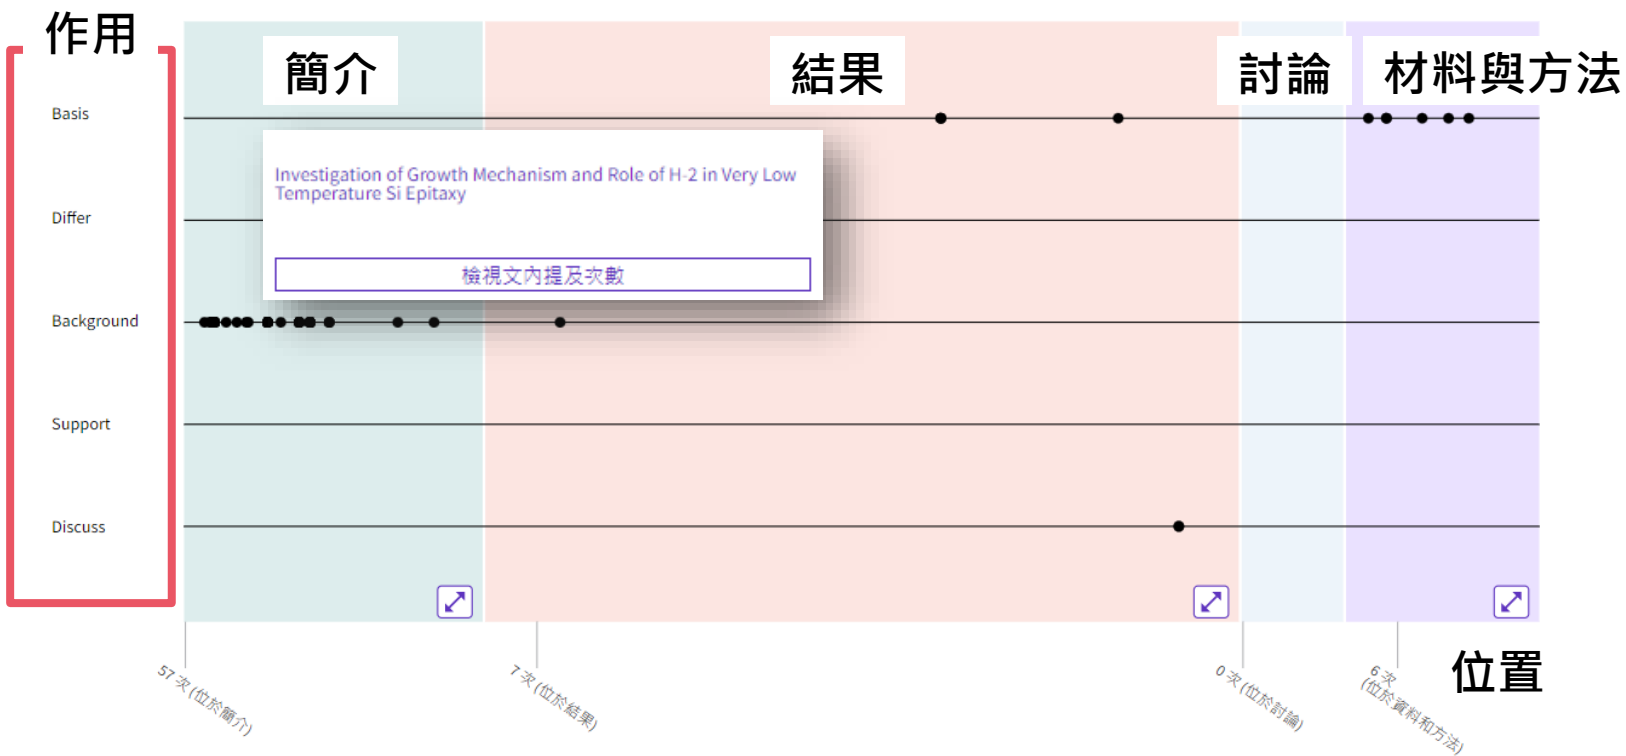 作用
簡介
結果
討論
材料與方法
Basis
Investigation of Growth Mechanism and Role of H-2 in Very Low
Temperature Si Epitaxy
Differ
檢視文內提及次數
Background
Support
Discuss
57 次 (位於簡介)
7 次 (位於結果)
0 次 (位於討論)
6 次
(位於資料和方法)
位置